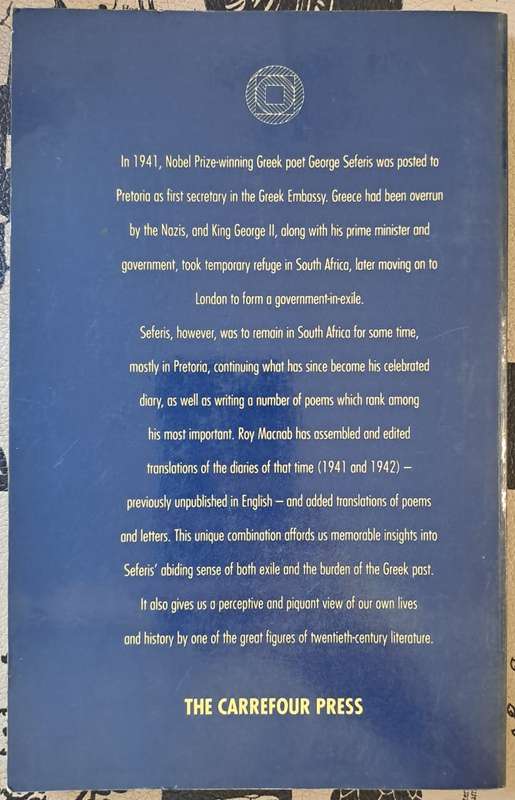 In 1941, Nobel Prize-winning Greek poet George Seferis was posted to
Pretoria as first secretary in the Greek Embassy. Greece had been overrun
by the Nazis, and King George II, along with his prime minister and
government, took temporary refuge in South Africa, later moving on to
London to form a government-in-exile.
Seferis, however, was to remain in South Africa for some time,
mostly in Pretoria, continuing what has since become his celebrated
diary, as well as writing a number of poems which rank among
his most important. Roy Macnab has assembled and edited
translations of the diaries of that time (1941 and 1942) –
previously unpublished in English – and added translations of poems
and letters. This unique combination affords us memorable insights into
Seferis' abiding sense of both exile and the burden of the Greek past.
It also gives us a perceptive and piquant view of our own lives
and history by one of the great figures of twentieth-century literature.
THE CARREFOUR PRESS